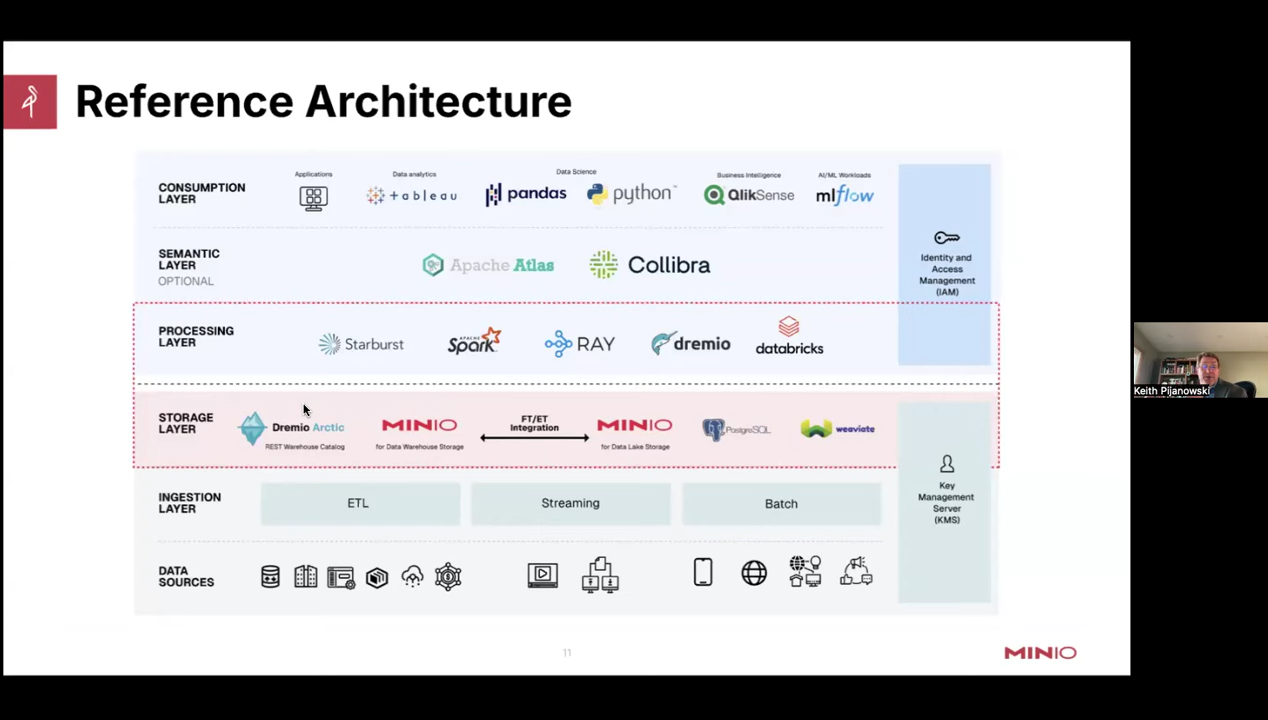 Reference Architecture
CONSUMPTION
LAYER
Applications
Data analytics
+ a b l e a u
Data Science
pandas
python™
Business Intelligence
QlikSense
AI/ML Workloads
mlflow
SEMANTIC
LAYER
OPTIONAL
Apache Atlas
Collibra
Identity and
Access
Management
(IAM)
PROCESSING
LAYER
Starburst
APACHE
Spark
RAY
dremio
databricks
STORAGE
LAYER
Dremio Arctic
REST Warehouse Catalog
MINIO
for Data Warehouse Storage
FT/ET
Integration
MINIO
for Data Lake Storage
PostgreSQL
weaviate
Key
Management
Server
(KMS)
INGESTION
LAYER
ETL
Streaming
Batch
DATA
SOURCES
11
MINIO
Keith Pijanowski